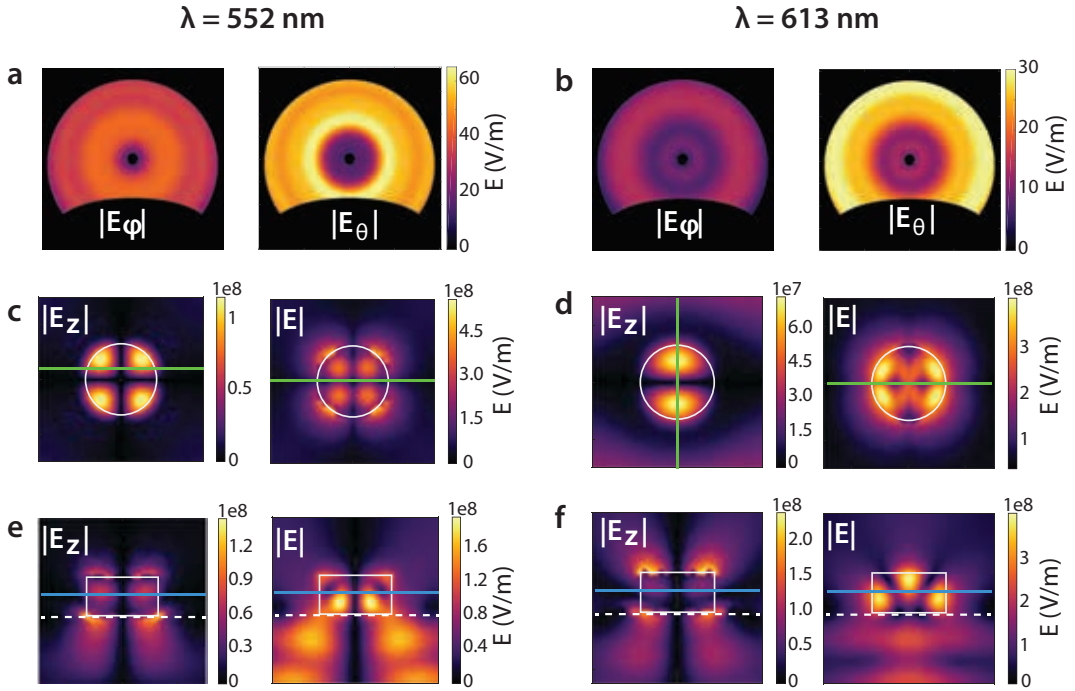 λ = 552 nm
λ = 613 nm
a
|Eφ|
|Eθ|
60
40
20
0
E (V/m)
b
|Eφ|
|Eθ|
30
20
10
0
E (V/m)
c
|Ez|
1e8
1
0.5
0
|E|
1e8
4.5
3.0
1.5
0
E (V/m)
d
|Ez|
1e7
6.0
4.5
3.0
1.5
0
|E|
1e8
3
2
1
E (V/m)
e
|Ez|
1e8
1.2
0.9
0.6
0.3
0
|E|
1e8
1.6
1.2
0.8
0.4
0
E (V/m)
f
|Ez|
1e8
2.0
1.5
1.0
0.5
0
|E|
1e8
3
2
1
0
E (V/m)